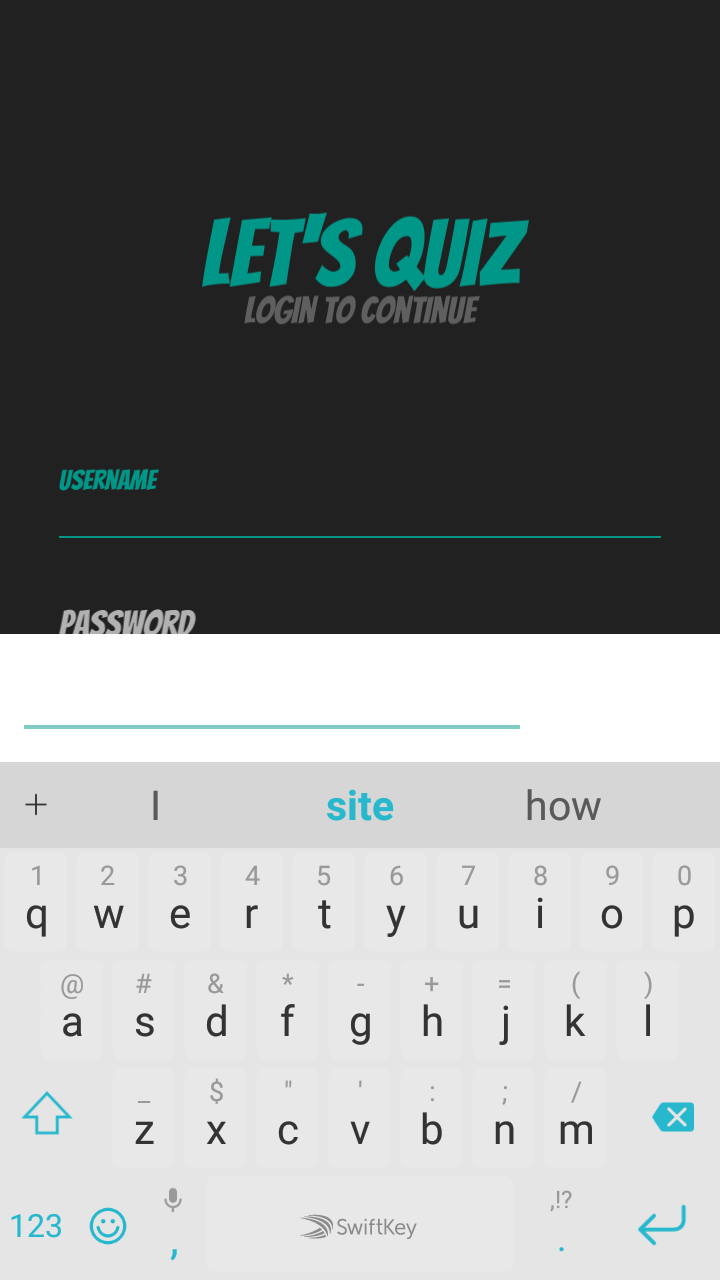 LET'S QUIZ
LOGIN TO CONTINUE
USERNAME
PASSWORD
+ I site how
1 2 3 4 5 6 7 8 9 0
q w e r t y u i o p
@ # & * - + = ( )
a s d f g h j k l
_ $ " ' : ; /
z x c v b n m
,!?
123 , SwiftKey .